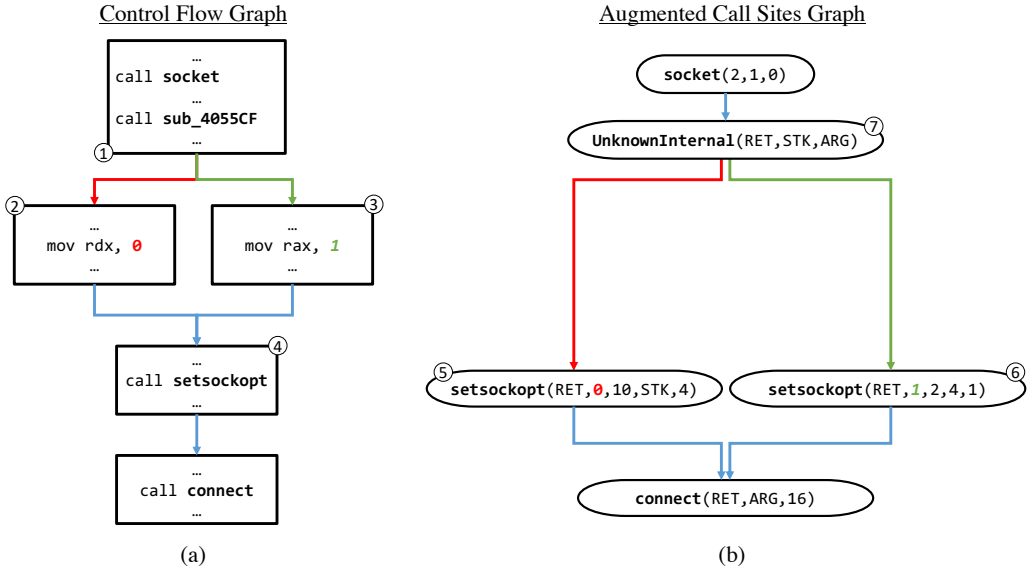 Control Flow Graph
…
call socket
…
call sub_4055CF
…
1
2
…
mov rdx, 0
…
3
…
mov rax, 1
…
4
…
call setsockopt
…
…
call connect
…
(a)
Augmented Call Sites Graph
socket(2,1,0)
7
UnknownInternal(RET,STK,ARG)
5
setsockopt(RET,0,10,STK,4)
6
setsockopt(RET,1,2,4,1)
connect(RET,ARG,16)
(b)